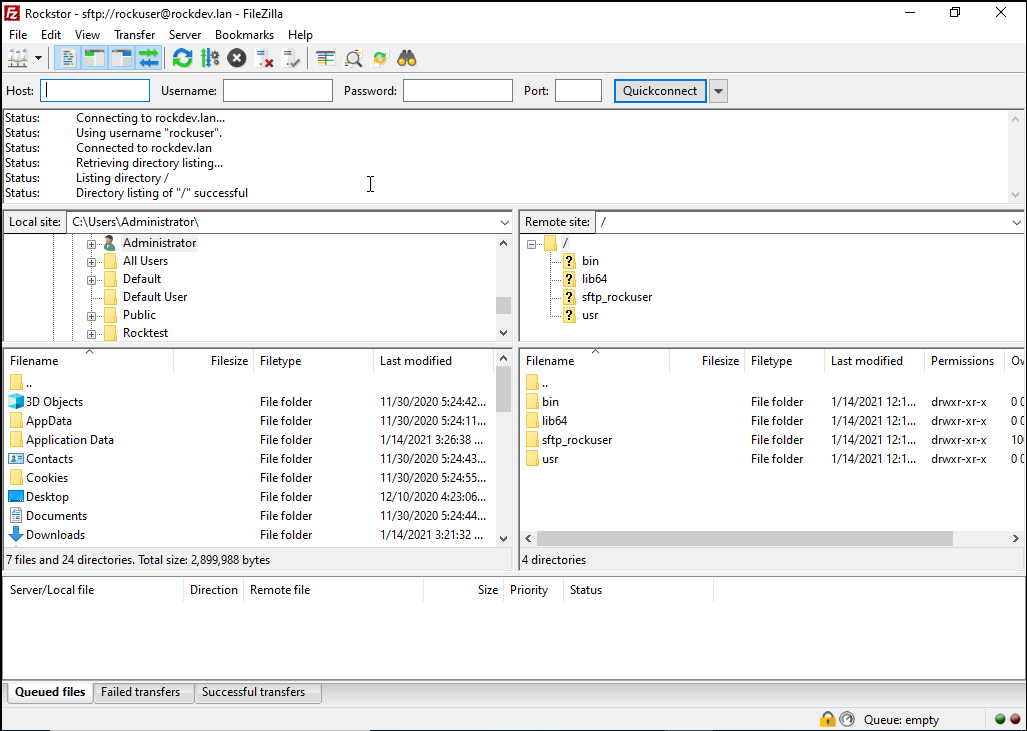 Rockstor - sftp://rockuser@rockdev.lan - FileZilla
File Edit View Transfer Server Bookmarks Help
Host: Username: Password: Port: Quickconnect
Status: Connecting to rockdev.lan...
Status: Using username "rockuser".
Status: Connected to rockdev.lan
Status: Retrieving directory listing...
Status: Listing directory /
Status: Directory listing of "/" successful
Local site: C:\Users\Administrator\
Administrator
All Users
Default
Default User
Public
Rocktest
Remote site: /
/
? bin
? lib64
? sftp_rockuser
? usr
Filename Filesize Filetype Last modified
..
3D Objects File folder 11/30/2020 5:24:42...
AppData File folder 11/30/2020 5:24:11...
Application Data File folder 1/14/2021 3:26:38 ...
Contacts File folder 11/30/2020 5:24:43...
Cookies File folder 11/30/2020 5:24:55...
Desktop File folder 12/10/2020 4:23:06...
Documents File folder 11/30/2020 5:24:44...
Downloads File folder 1/14/2021 3:21:32 ...
7 files and 24 directories. Total size: 2,899,988 bytes
Filename Filesize Filetype Last modified Permissions Ov
..
bin File folder 1/14/2021 12:1... drwxr-xr-x 0 0
lib64 File folder 1/14/2021 12:1... drwxr-xr-x 0 0
sftp_rockuser File folder 1/14/2021 12:1... drwxr-xr-x 10
usr File folder 1/14/2021 12:1... drwxr-xr-x 0 0
4 directories
Server/Local file Direction Remote file Size Priority Status
Queued files Failed transfers Successful transfers
Queue: empty